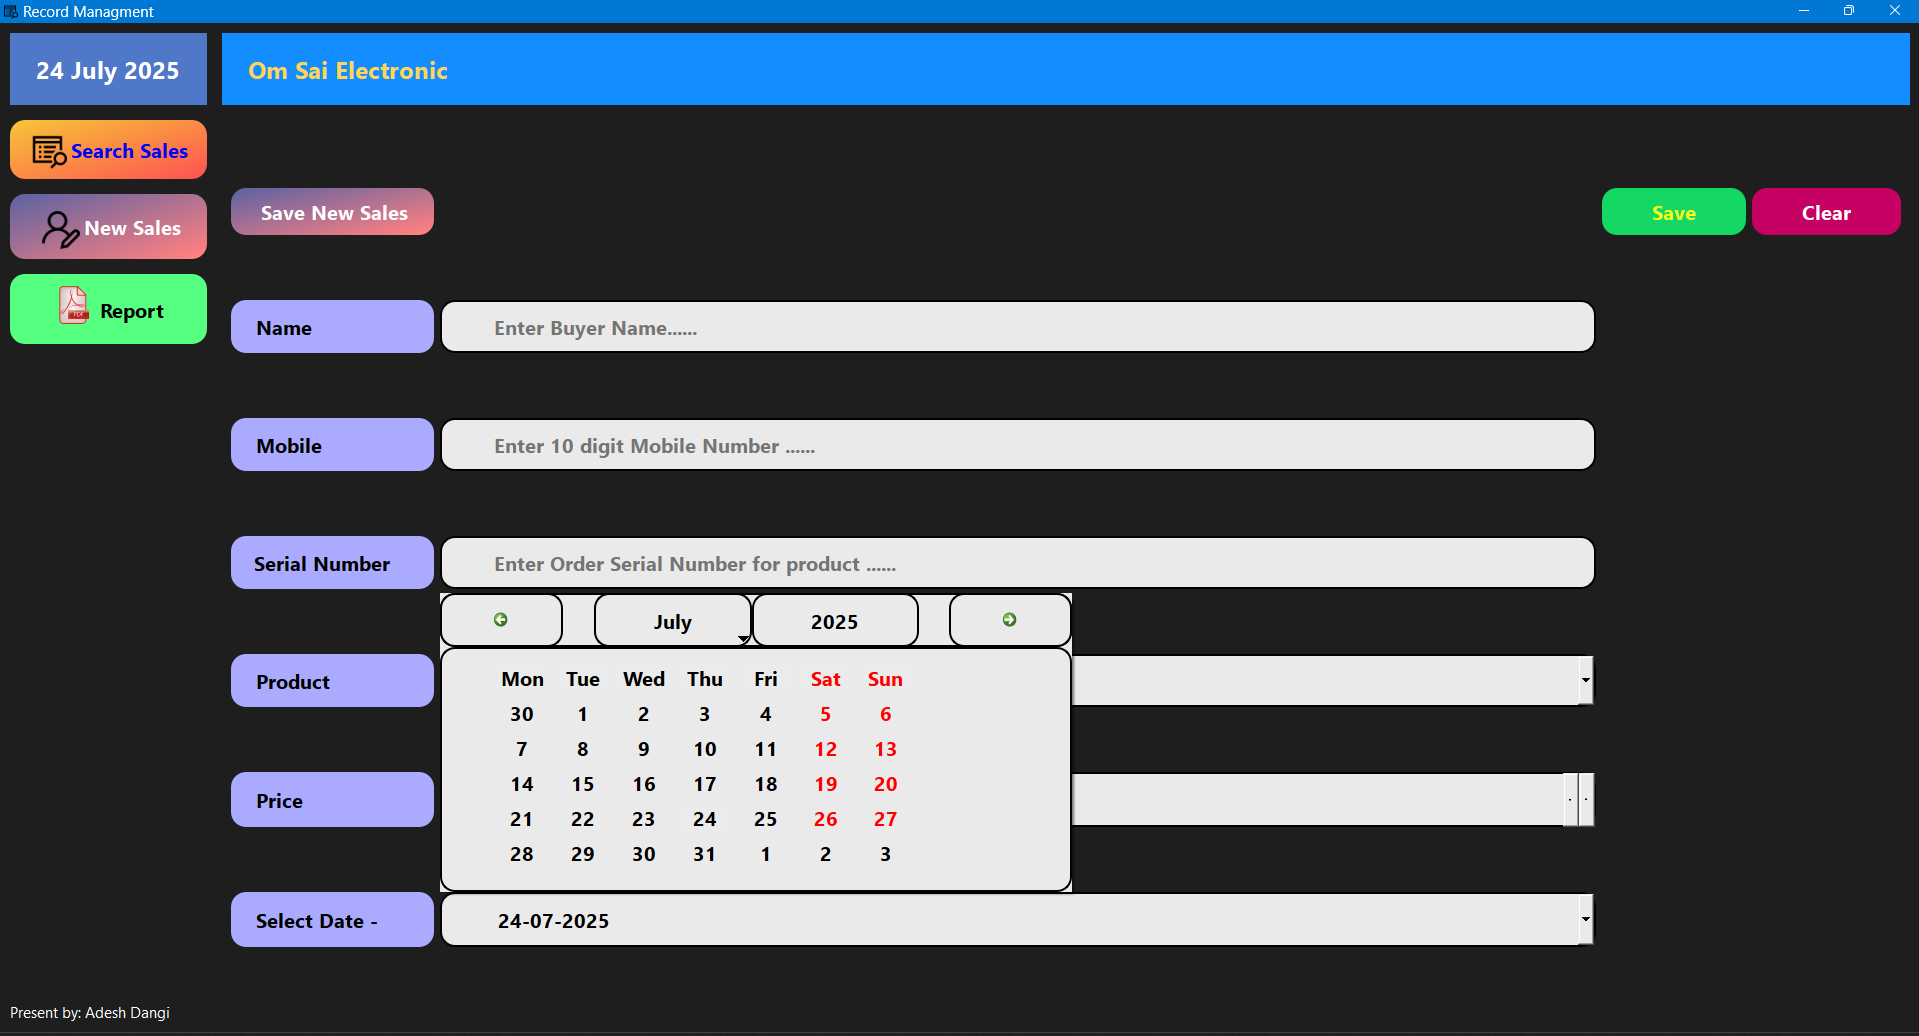 Record Managment
24 July 2025
Om Sai Electronic
Search Sales
New Sales
Report
Save New Sales
Save
Clear
Name
Enter Buyer Name......
Mobile
Enter 10 digit Mobile Number ......
Serial Number
Enter Order Serial Number for product ......
July
2025
Product
Mon Tue Wed Thu Fri Sat Sun
30 1 2 3 4 5 6
7 8 9 10 11 12 13
14 15 16 17 18 19 20
21 22 23 24 25 26 27
28 29 30 31 1 2 3
Price
Select Date -
24-07-2025
Present by: Adesh Dangi